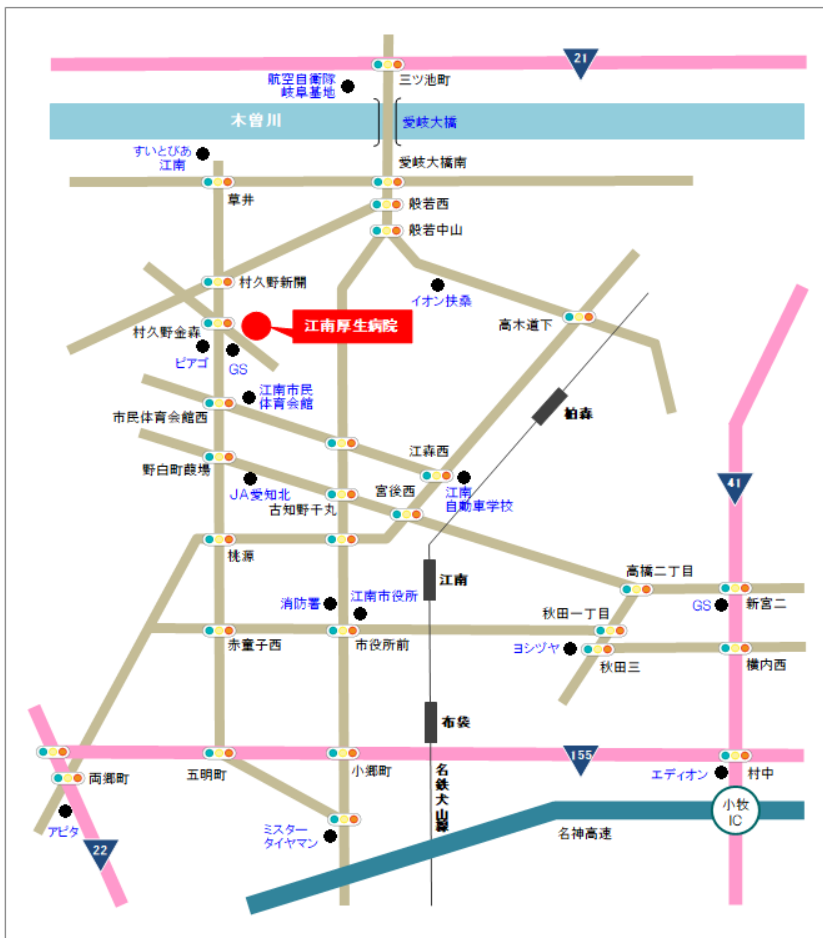 21
三ツ池町
航空自衛隊
岐阜基地
木曽川
愛岐大橋
すいとぴあ
江南
愛岐大橋南
草井
般若西
般若中山
村久野新開
イオン扶桑
江南厚生病院
高木道下
村久野金森
ピアゴ
GS
江南市民
体育会館
柏森
市民体育会館西
江森西
野白町葭場
JA愛知北
古知野千丸
宮後西
江南
自動車学校
41
桃源
江南
高橋二丁目
消防署
江南市役所
秋田一丁目
GS
新宮二
赤童子西
市役所前
ヨシヅヤ
秋田三
横内西
布袋
両郷町
五明町
小郷町
155
名鉄犬山線
エディオン
村中
アピタ
22
ミスター
タイヤマン
名神高速
小牧
IC